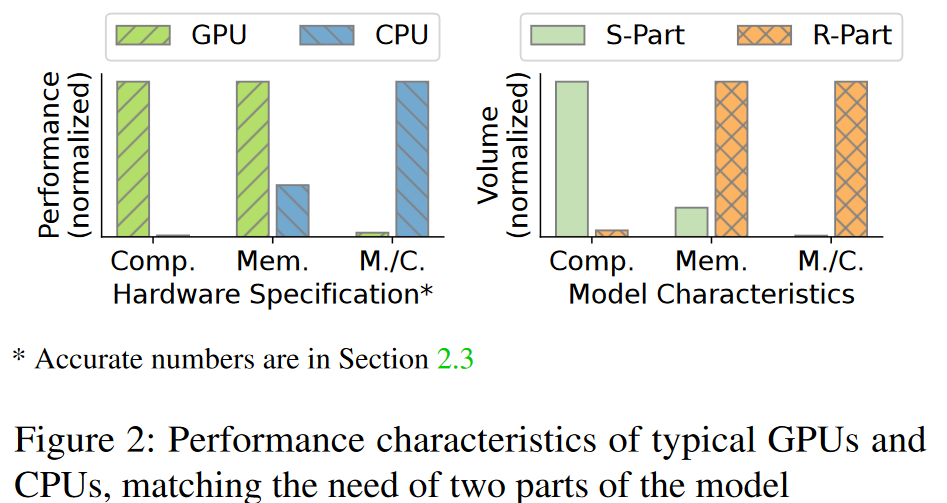 GPU CPU
Performance
(normalized)
Comp. Mem. M./C.
Hardware Specification*
S-Part R-Part
Volume
(normalized)
Comp. Mem. M./C.
Model Characteristics
* Accurate numbers are in Section 2.3
Figure 2: Performance characteristics of typical GPUs and
CPUs, matching the need of two parts of the model